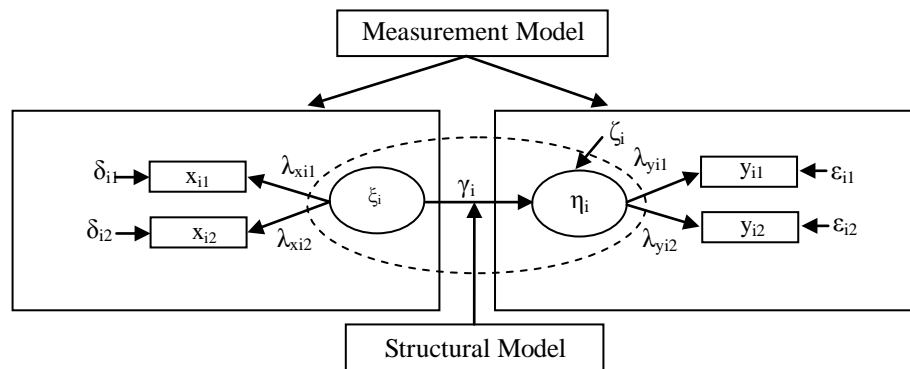 Measurement Model
ζi
λxi1
λyi1
δi1
xi1
yi1
εi1
ξi
γi
ηi
δi2
xi2
yi2
εi2
λxi2
λyi2
Structural Model